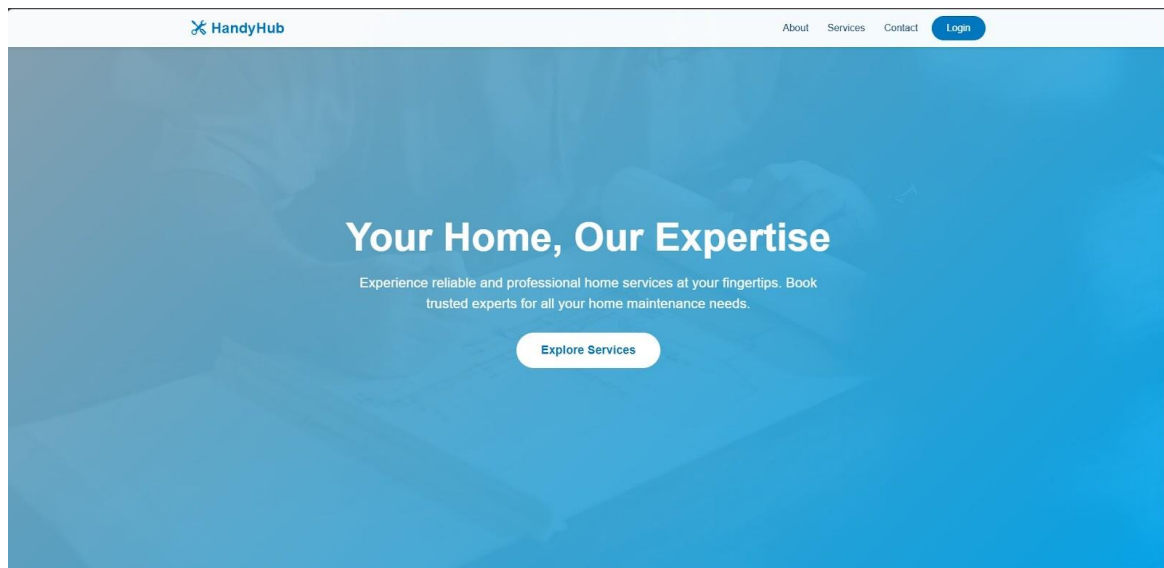 HandyHub
About Services Contact Login
Your Home, Our Expertise
Experience reliable and professional home services at your fingertips. Book
trusted experts for all your home maintenance needs.
Explore Services